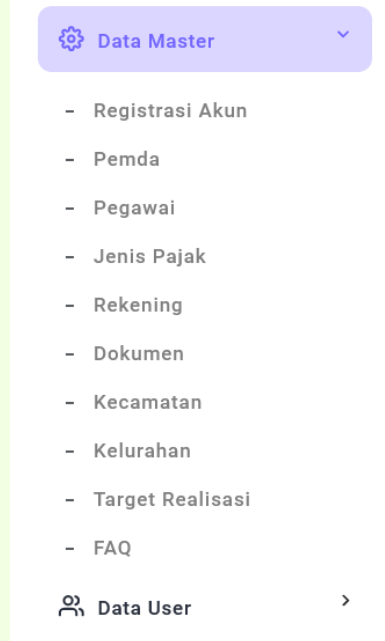 Data Master
- Registrasi Akun
- Pemda
- Pegawai
- Jenis Pajak
- Rekening
- Dokumen
- Kecamatan
- Kelurahan
- Target Realisasi
- FAQ
Data User